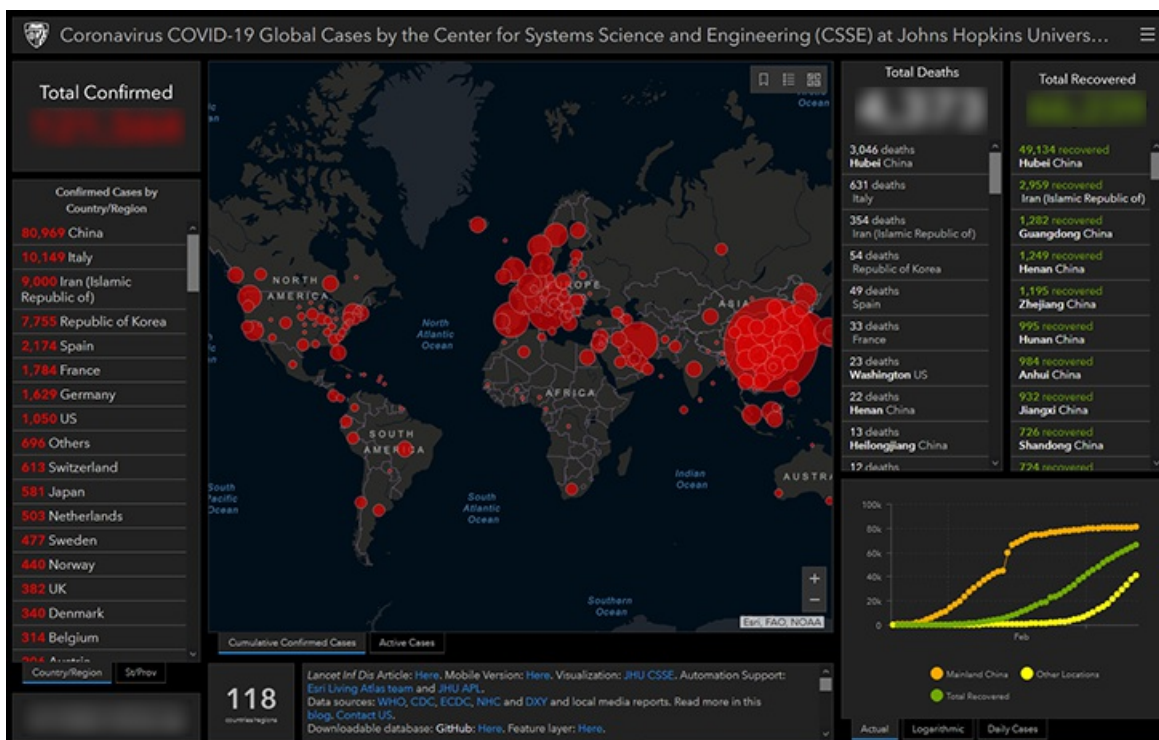 Coronavirus COVID-19 Global Cases by the Center for Systems Science and Engineering (CSSE) at Johns Hopkins Univers...
Total Confirmed
Confirmed Cases by
Country/Region
80,969 China
10,149 Italy
9,000 Iran (Islamic
Republic of)
7,755 Republic of Korea
2,174 Spain
1,784 France
1,629 Germany
1,050 US
696 Others
613 Switzerland
581 Japan
503 Netherlands
477 Sweden
440 Norway
382 UK
340 Denmark
314 Belgium
Country/Region
St/Prov
Arctic
Ocean
NORTH
AMERICA
EUROPE
ASIA
North
Atlantic
Ocean
AFRICA
SOUTH
AMERICA
Indian
Ocean
AUSTRA
South
Pacific
Ocean
South
Atlantic
Ocean
Southern
Ocean
+
−
Esri, FAO, NOAA
Cumulative Confirmed Cases
Active Cases
118
countries/regions
Lancet Inf Dis Article: Here. Mobile Version: Here. Visualization: JHU CSSE. Automation Support:
Esri Living Atlas team and JHU APL.
Data sources: WHO, CDC, ECDC, NHC and DXY and local media reports. Read more in this
blog. Contact US.
Downloadable database: GitHub: Here. Feature layer: Here.
Total Deaths
3,046 deaths
Hubei China
631 deaths
Italy
354 deaths
Iran (Islamic Republic of)
54 deaths
Republic of Korea
49 deaths
Spain
33 deaths
France
23 deaths
Washington US
22 deaths
Henan China
13 deaths
Heilongjiang China
12 deaths
Total Recovered
49,134 recovered
Hubei China
2,959 recovered
Iran (Islamic Republic of)
1,282 recovered
Guangdong China
1,249 recovered
Henan China
1,195 recovered
Zhejiang China
995 recovered
Hunan China
984 recovered
Anhui China
932 recovered
Jiangxi China
726 recovered
Shandong China
724 recovered
100k
80k
60k
40k
20k
0
Feb
Mainland China
Other Locations
Total Recovered
Actual
Logarithmic
Daily Cases